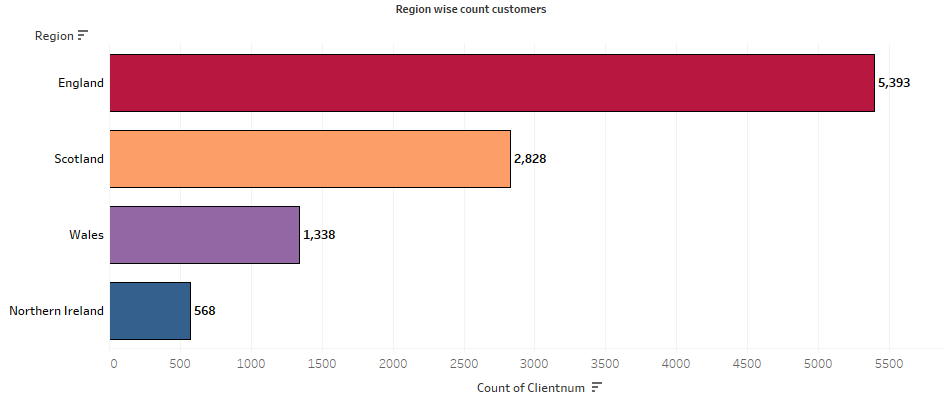 Region wise count customers
Region
England 5,393
Scotland 2,828
Wales 1,338
Northern Ireland 568
0 500 1000 1500 2000 2500 3000 3500 4000 4500 5000 5500
Count of Clientnum